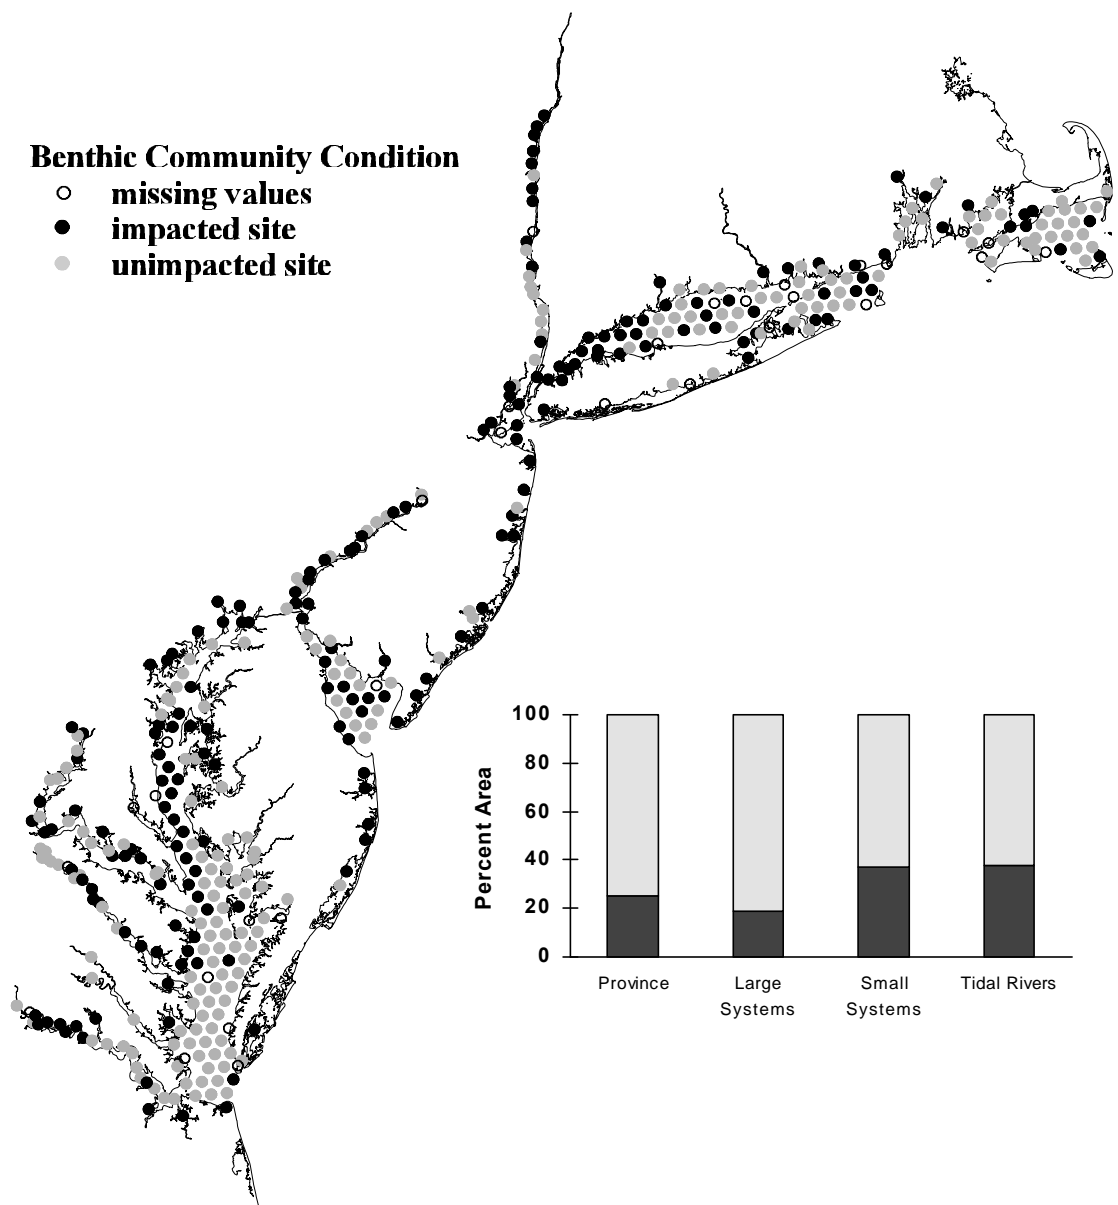 Benthic Community Condition
missing values
impacted site
unimpacted site
100
80
60
40
20
0
Percent Area
Province
Large
Systems
Small
Systems
Tidal Rivers